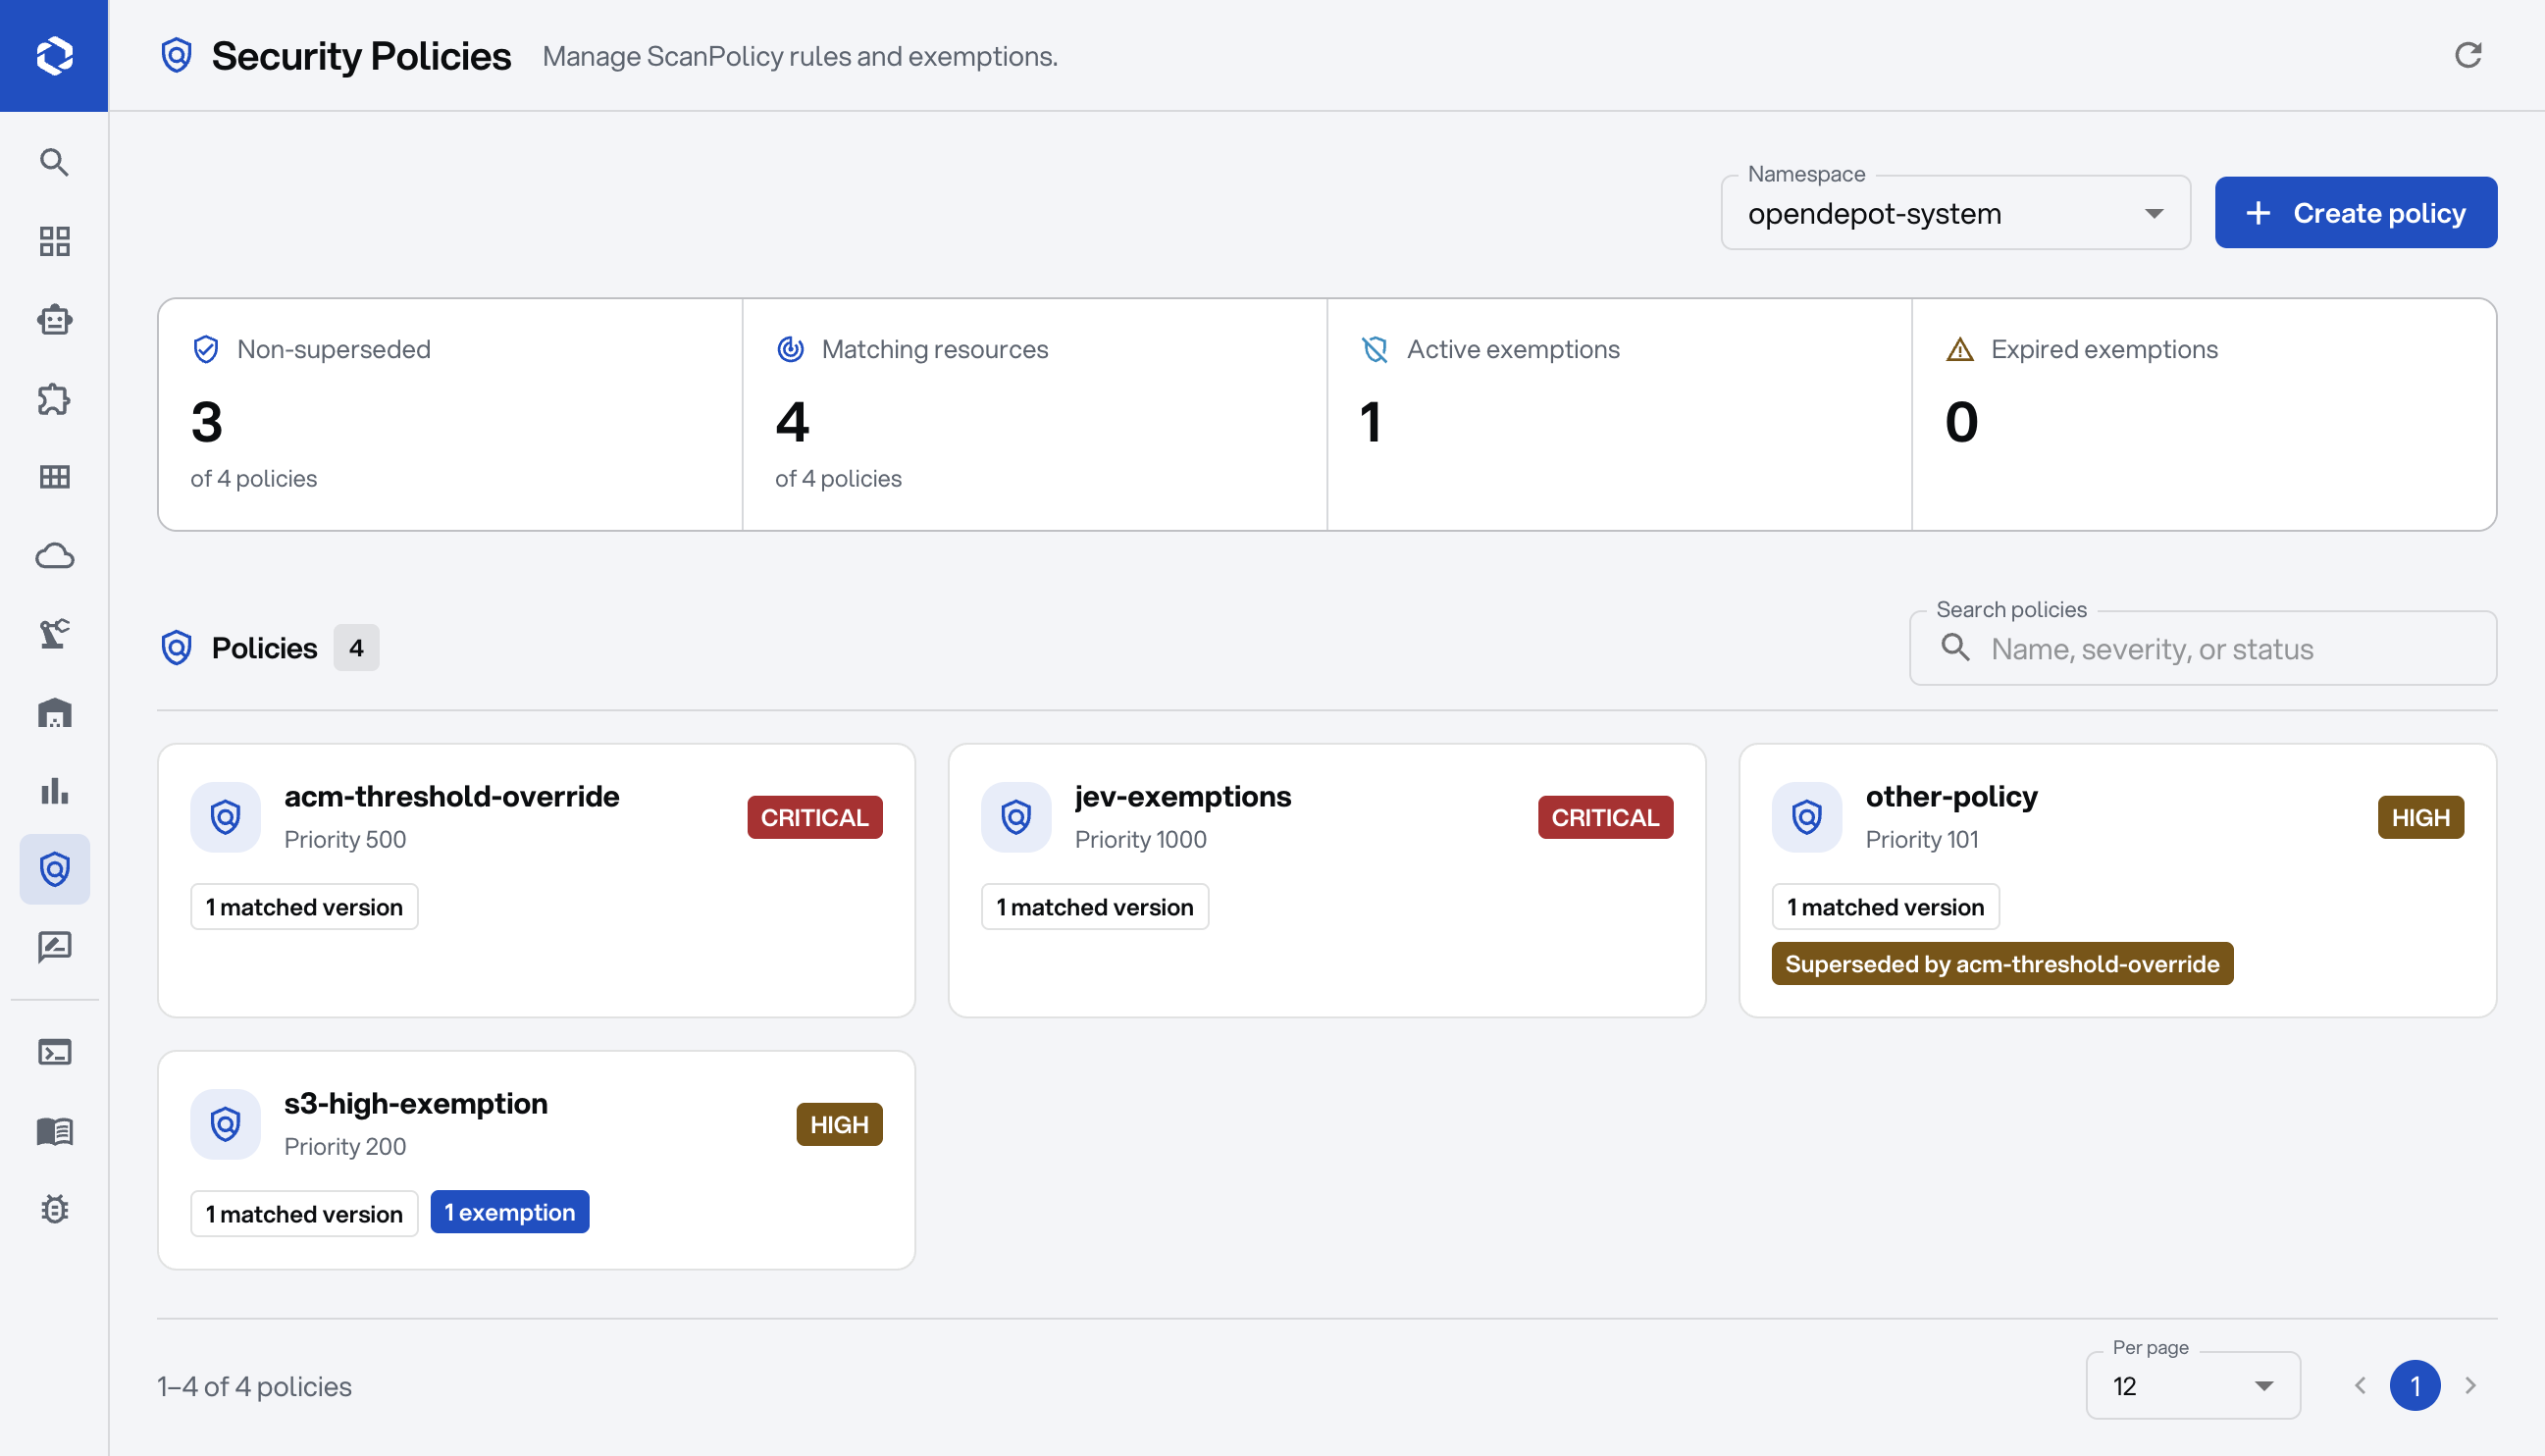 Security Policies
Manage ScanPolicy rules and exemptions.
Namespace
opendepot-system
Create policy
Non-superseded
3
of 4 policies
Matching resources
4
of 4 policies
Active exemptions
1
Expired exemptions
0
Policies 4
Search policies
Name, severity, or status
acm-threshold-override
Priority 500
CRITICAL
1 matched version
jev-exemptions
Priority 1000
CRITICAL
1 matched version
other-policy
Priority 101
HIGH
1 matched version
Superseded by acm-threshold-override
s3-high-exemption
Priority 200
HIGH
1 matched version
1 exemption
1–4 of 4 policies
Per page
12
1